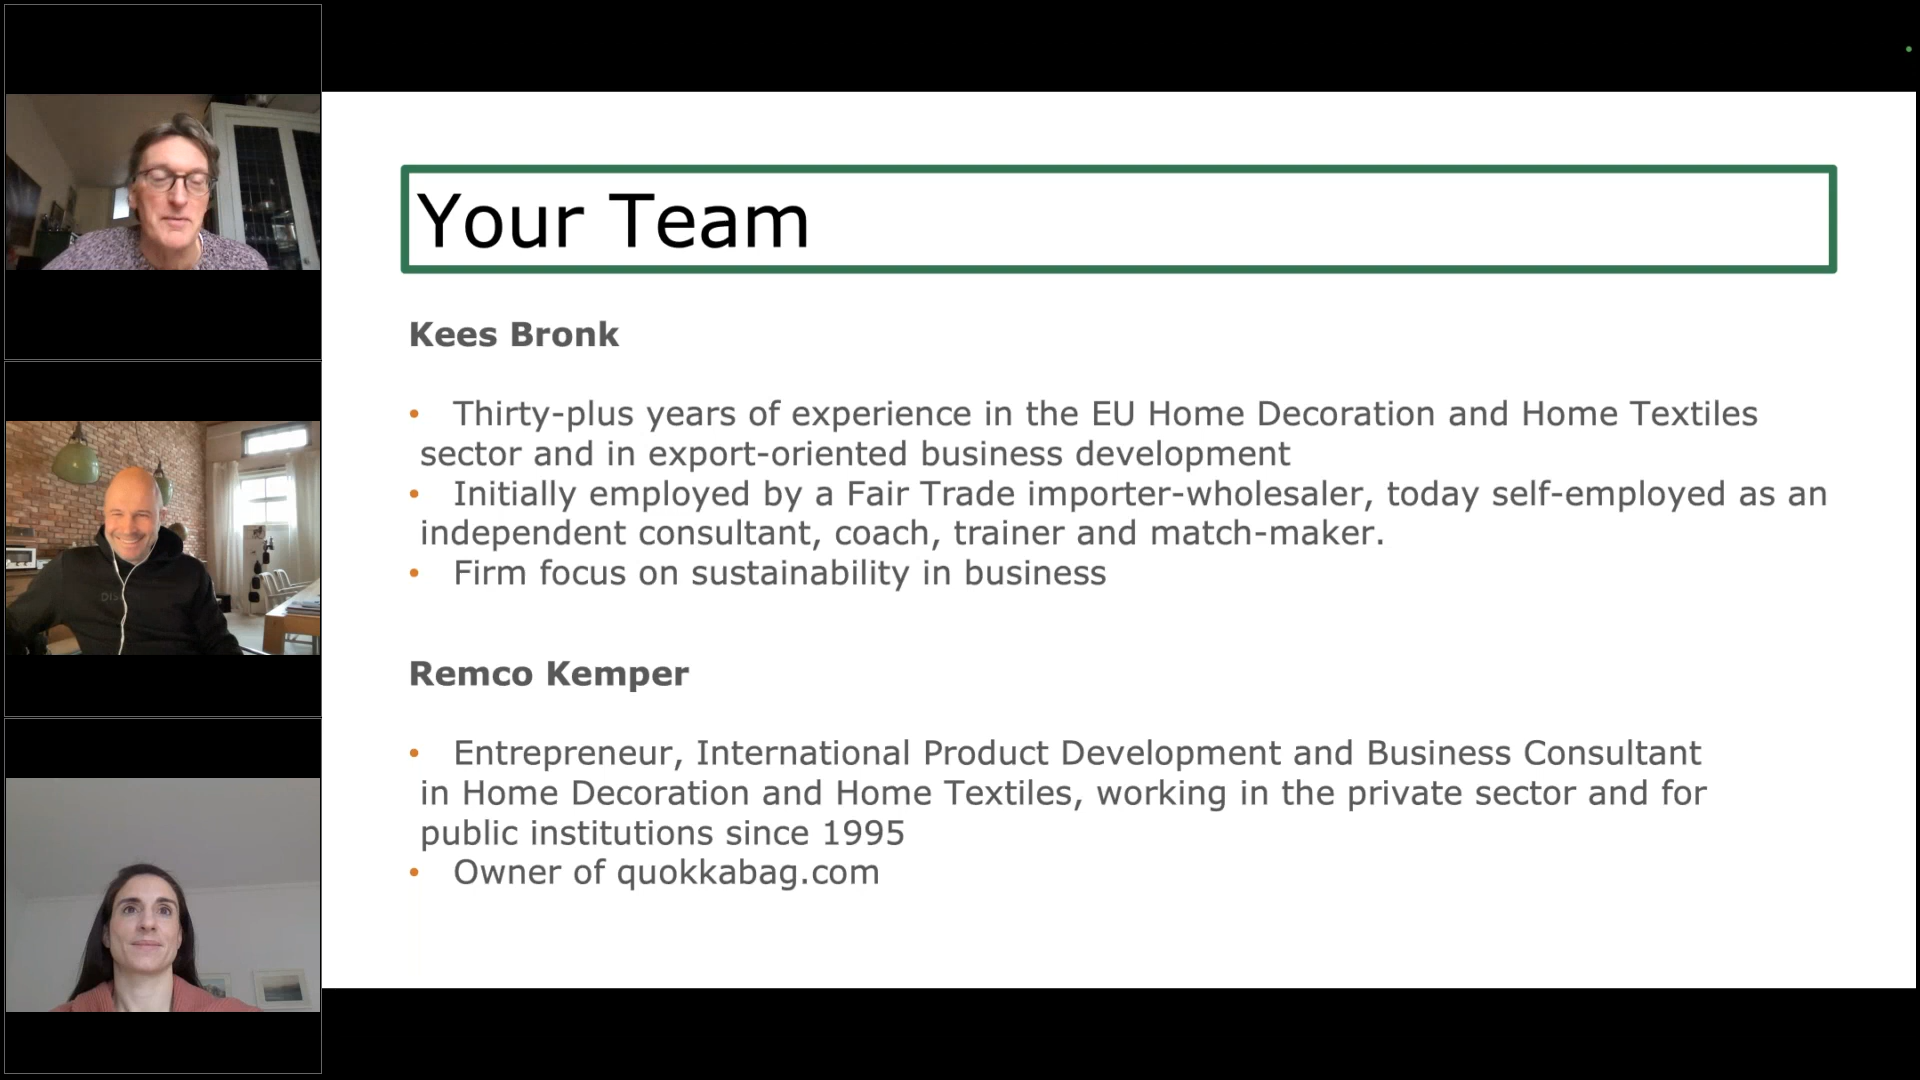 Your Team
Kees Bronk
• Thirty-plus years of experience in the EU Home Decoration and Home Textiles
sector and in export-oriented business development
• Initially employed by a Fair Trade importer-wholesaler, today self-employed as an
independent consultant, coach, trainer and match-maker.
• Firm focus on sustainability in business
Remco Kemper
• Entrepreneur, International Product Development and Business Consultant
in Home Decoration and Home Textiles, working in the private sector and for
public institutions since 1995
• Owner of quokkabag.com